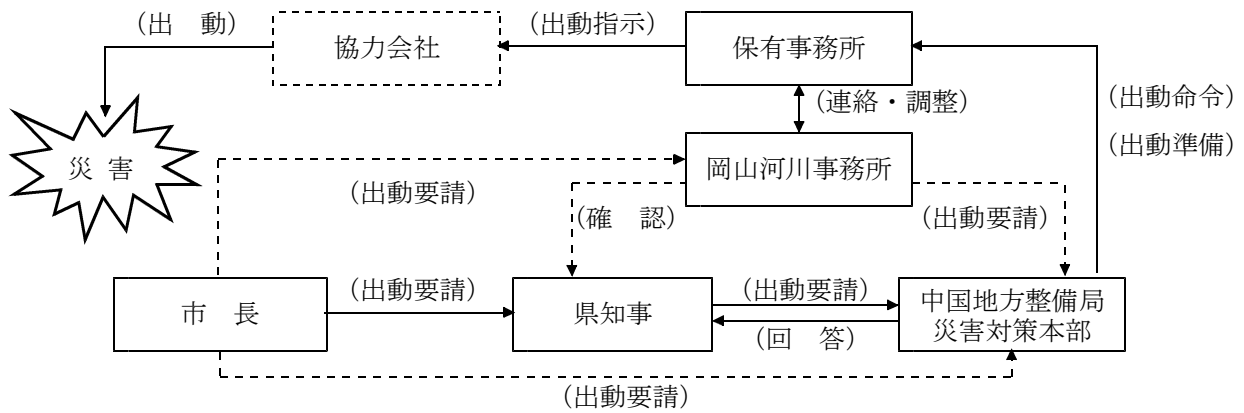 （出　動）
協力会社
（出動指示）
保有事務所
（出動命令）
（出動準備）
（連絡・調整）
災 害
岡山河川事務所
（出動要請）
（確　認）
（出動要請）
市　長
（出動要請）
県知事
（出動要請）
（回　答）
中国地方整備局
災害対策本部
（出動要請）